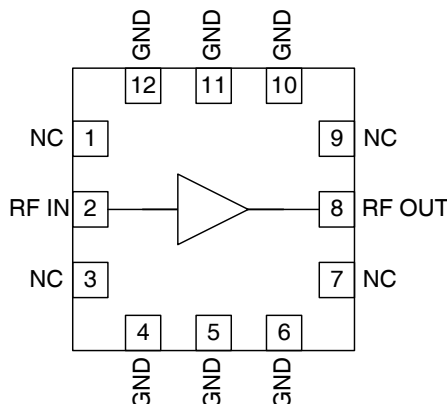 GND GND GND
12 11 10
NC 1 9 NC
RF IN 2 8 RF OUT
NC 3 7 NC
4 5 6
GND GND GND